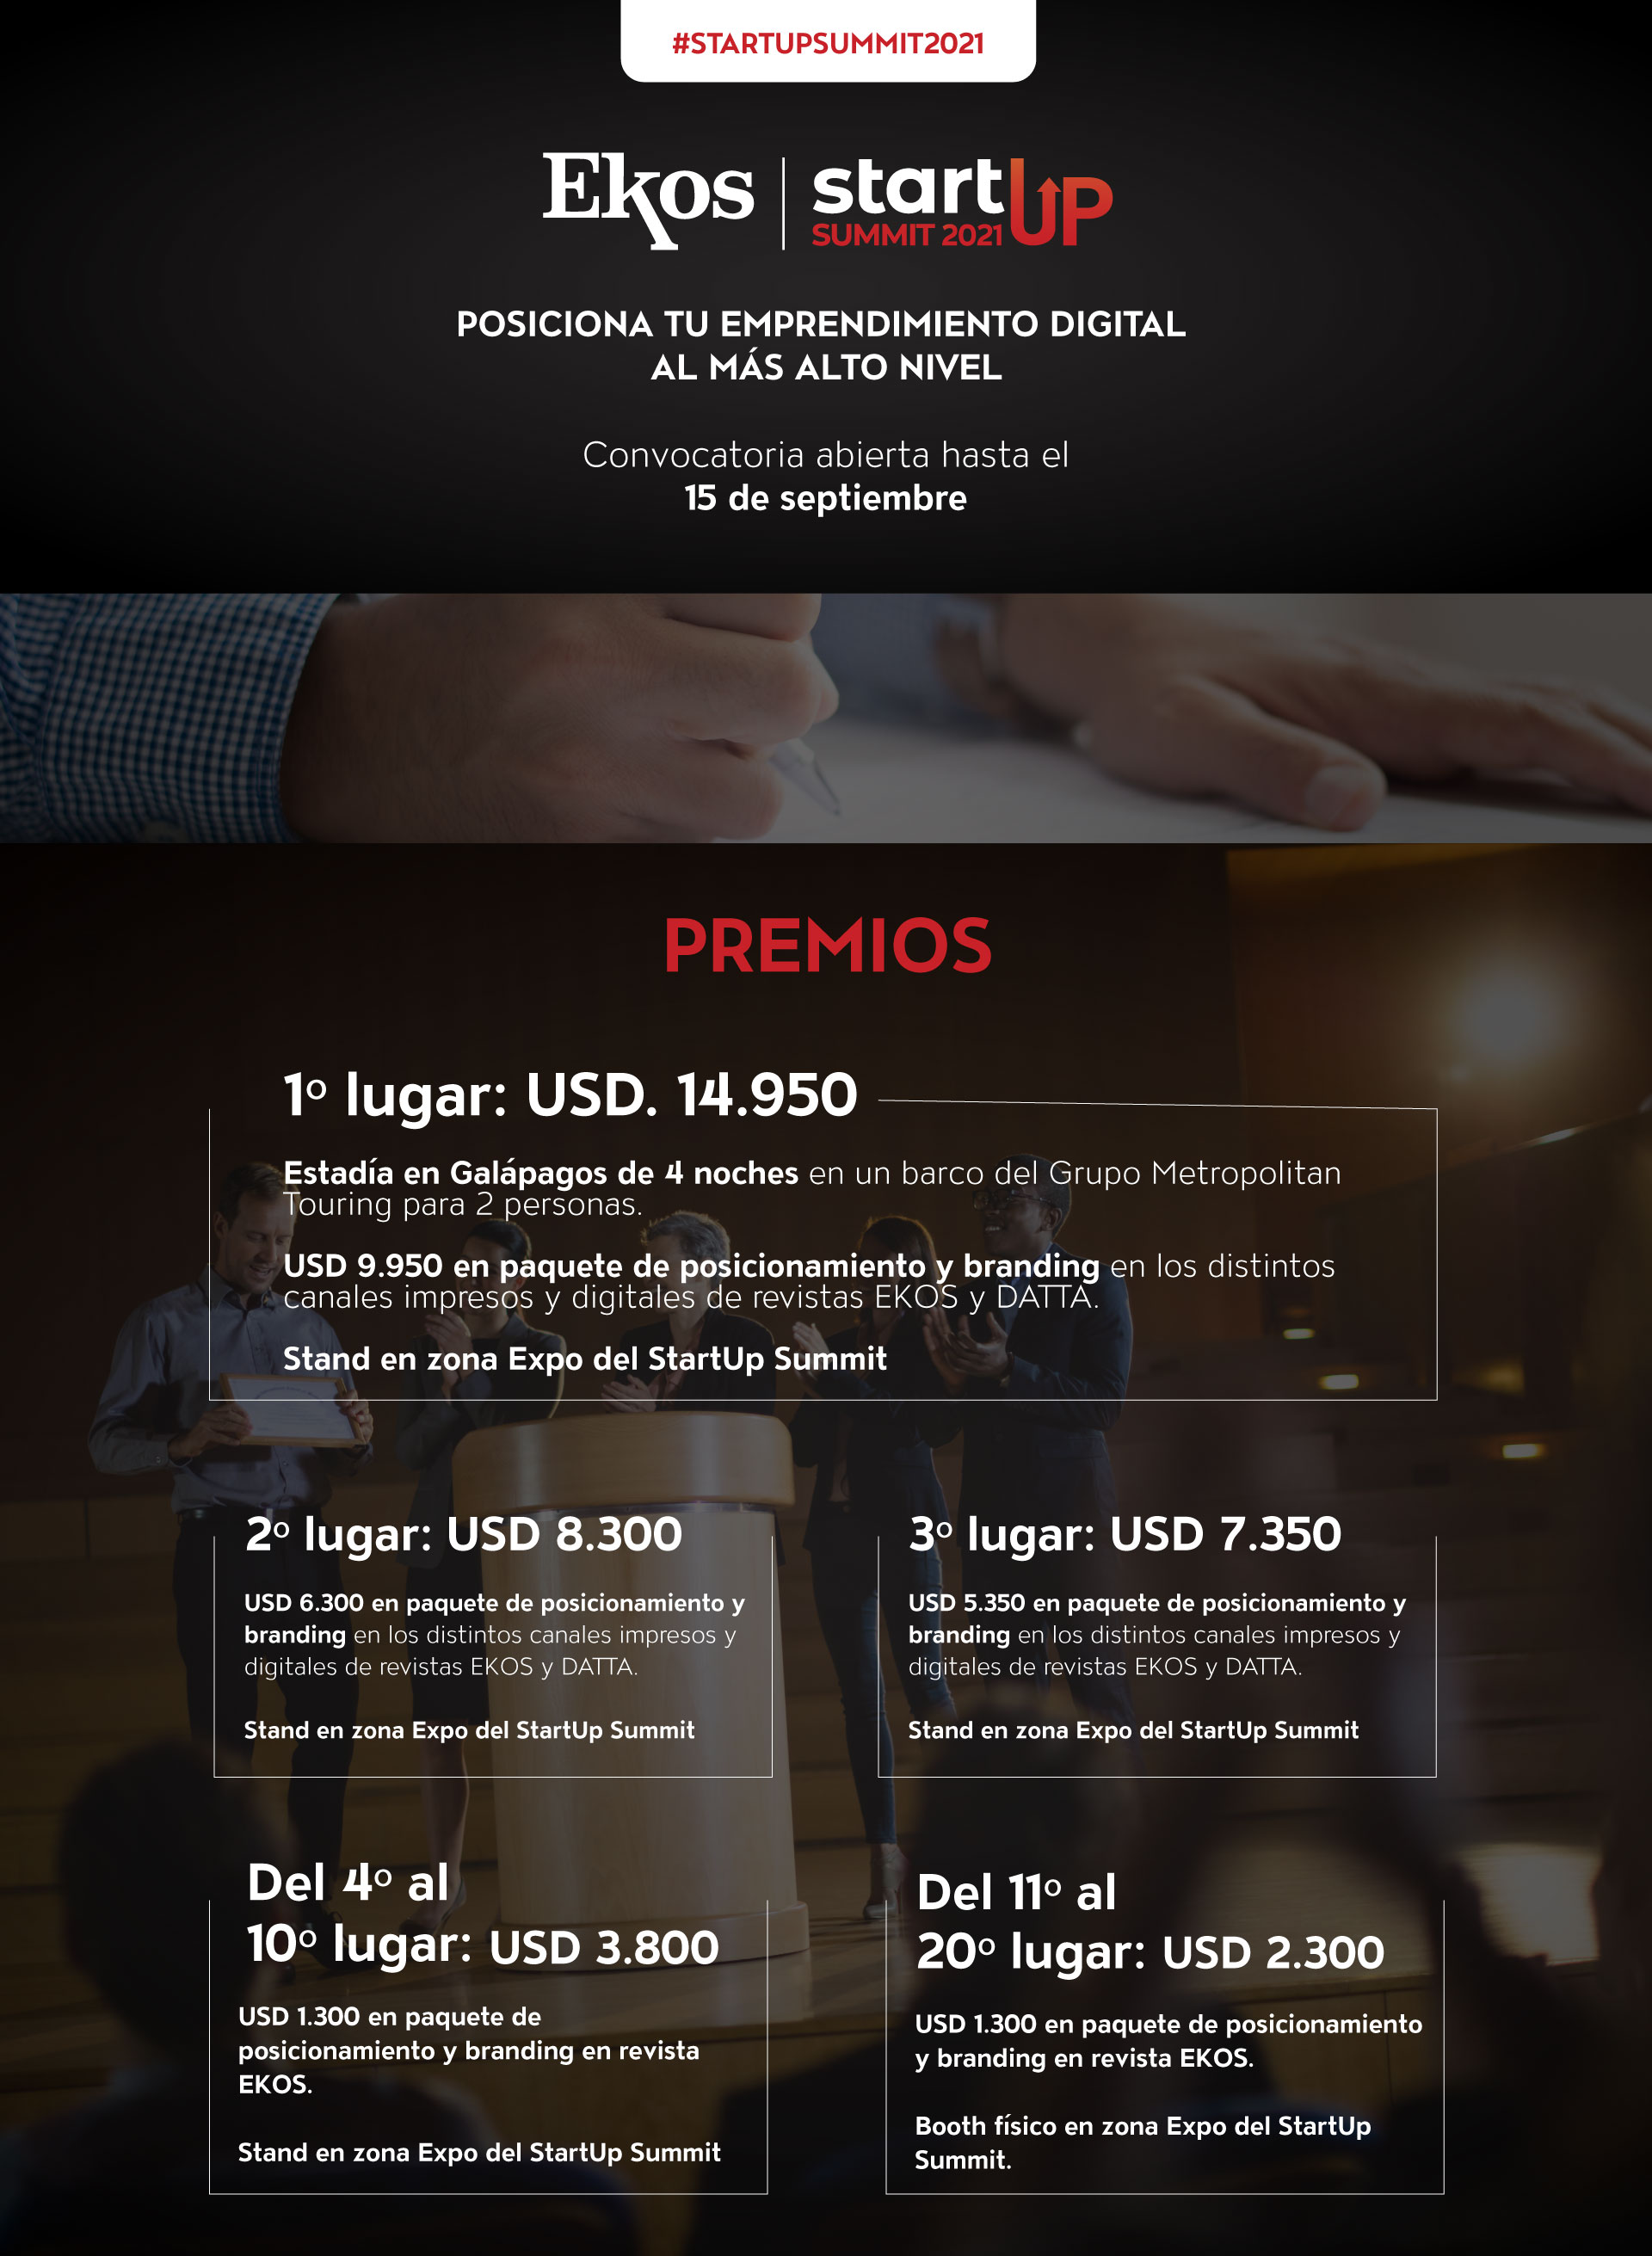 #STARTUPSUMMIT2021
Ekos | startUP
SUMMIT 2021
POSICIONA TU EMPRENDIMIENTO DIGITAL
AL MÁS ALTO NIVEL
Convocatoria abierta hasta el
15 de septiembre
PREMIOS
1º lugar: USD. 14.950
Estadía en Galápagos de 4 noches en un barco del Grupo Metropolitan
Touring para 2 personas.
USD 9.950 en paquete de posicionamiento y branding en los distintos
canales impresos y digitales de revistas EKOS y DATTA.
Stand en zona Expo del StartUp Summit
2º lugar: USD 8.300
USD 6.300 en paquete de posicionamiento y
branding en los distintos canales impresos y
digitales de revistas EKOS y DATTA.
Stand en zona Expo del StartUp Summit
3º lugar: USD 7.350
USD 5.350 en paquete de posicionamiento y
branding en los distintos canales impresos y
digitales de revistas EKOS y DATTA.
Stand en zona Expo del StartUp Summit
Del 4º al
10º lugar: USD 3.800
USD 1.300 en paquete de
posicionamiento y branding en revista
EKOS.
Stand en zona Expo del StartUp Summit
Del 11º al
20º lugar: USD 2.300
USD 1.300 en paquete de posicionamiento
y branding en revista EKOS.
Booth físico en zona Expo del StartUp
Summit.